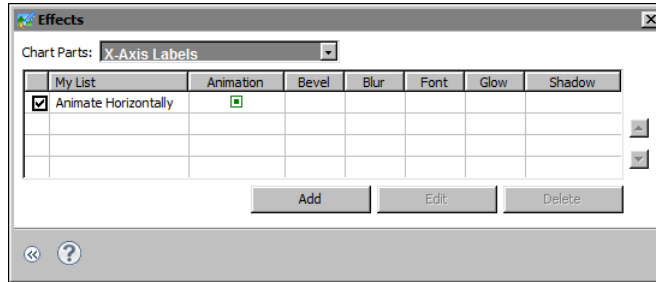 Effects
Chart Parts: X-Axis Labels
My List Animation Bevel Blur Font Glow Shadow
Animate Horizontally
Add Edit Delete
?